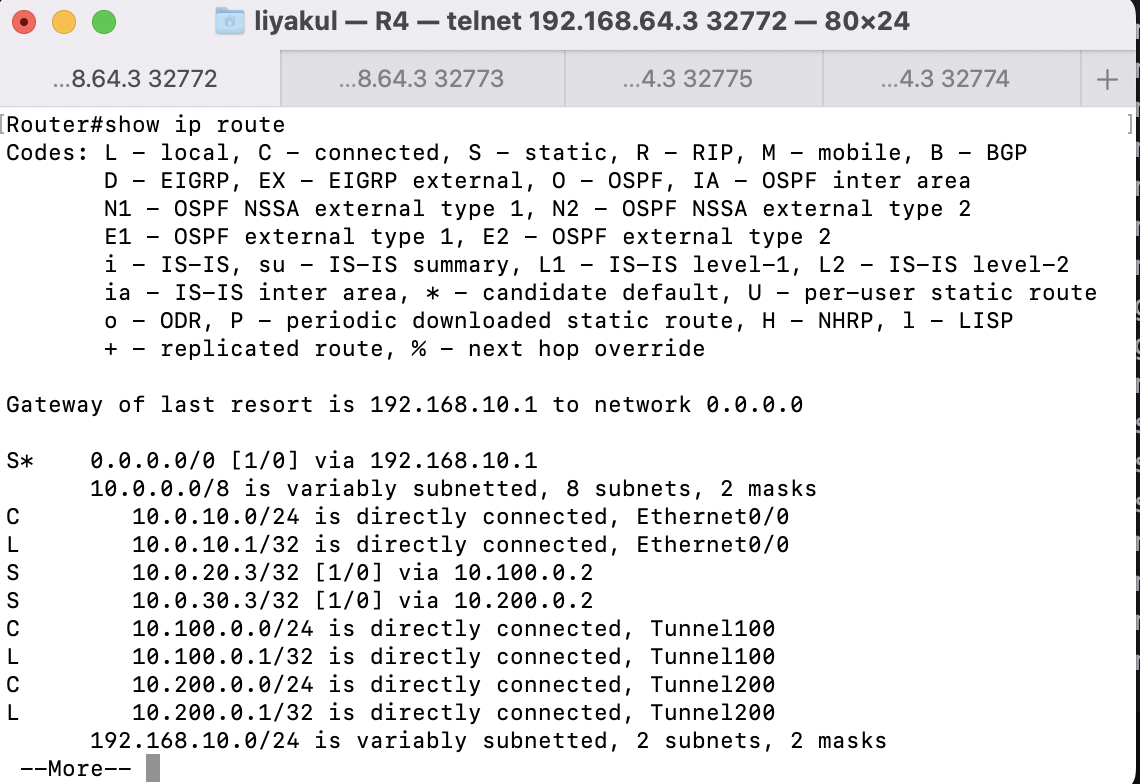 liyakul — R4 — telnet 192.168.64.3 32772 — 80×24
...8.64.3 32772
...8.64.3 32773
...4.3 32775
...4.3 32774
+
[Router#show ip route ]
Codes: L - local, C - connected, S - static, R - RIP, M - mobile, B - BGP
       D - EIGRP, EX - EIGRP external, O - OSPF, IA - OSPF inter area
       N1 - OSPF NSSA external type 1, N2 - OSPF NSSA external type 2
       E1 - OSPF external type 1, E2 - OSPF external type 2
       i - IS-IS, su - IS-IS summary, L1 - IS-IS level-1, L2 - IS-IS level-2
       ia - IS-IS inter area, * - candidate default, U - per-user static route
       o - ODR, P - periodic downloaded static route, H - NHRP, l - LISP
       + - replicated route, % - next hop override

Gateway of last resort is 192.168.10.1 to network 0.0.0.0

S*    0.0.0.0/0 [1/0] via 192.168.10.1
      10.0.0.0/8 is variably subnetted, 8 subnets, 2 masks
C        10.0.10.0/24 is directly connected, Ethernet0/0
L        10.0.10.1/32 is directly connected, Ethernet0/0
S        10.0.20.3/32 [1/0] via 10.100.0.2
S        10.0.30.3/32 [1/0] via 10.200.0.2
C        10.100.0.0/24 is directly connected, Tunnel100
L        10.100.0.1/32 is directly connected, Tunnel100
C        10.200.0.0/24 is directly connected, Tunnel200
L        10.200.0.1/32 is directly connected, Tunnel200
      192.168.10.0/24 is variably subnetted, 2 subnets, 2 masks
 --More--